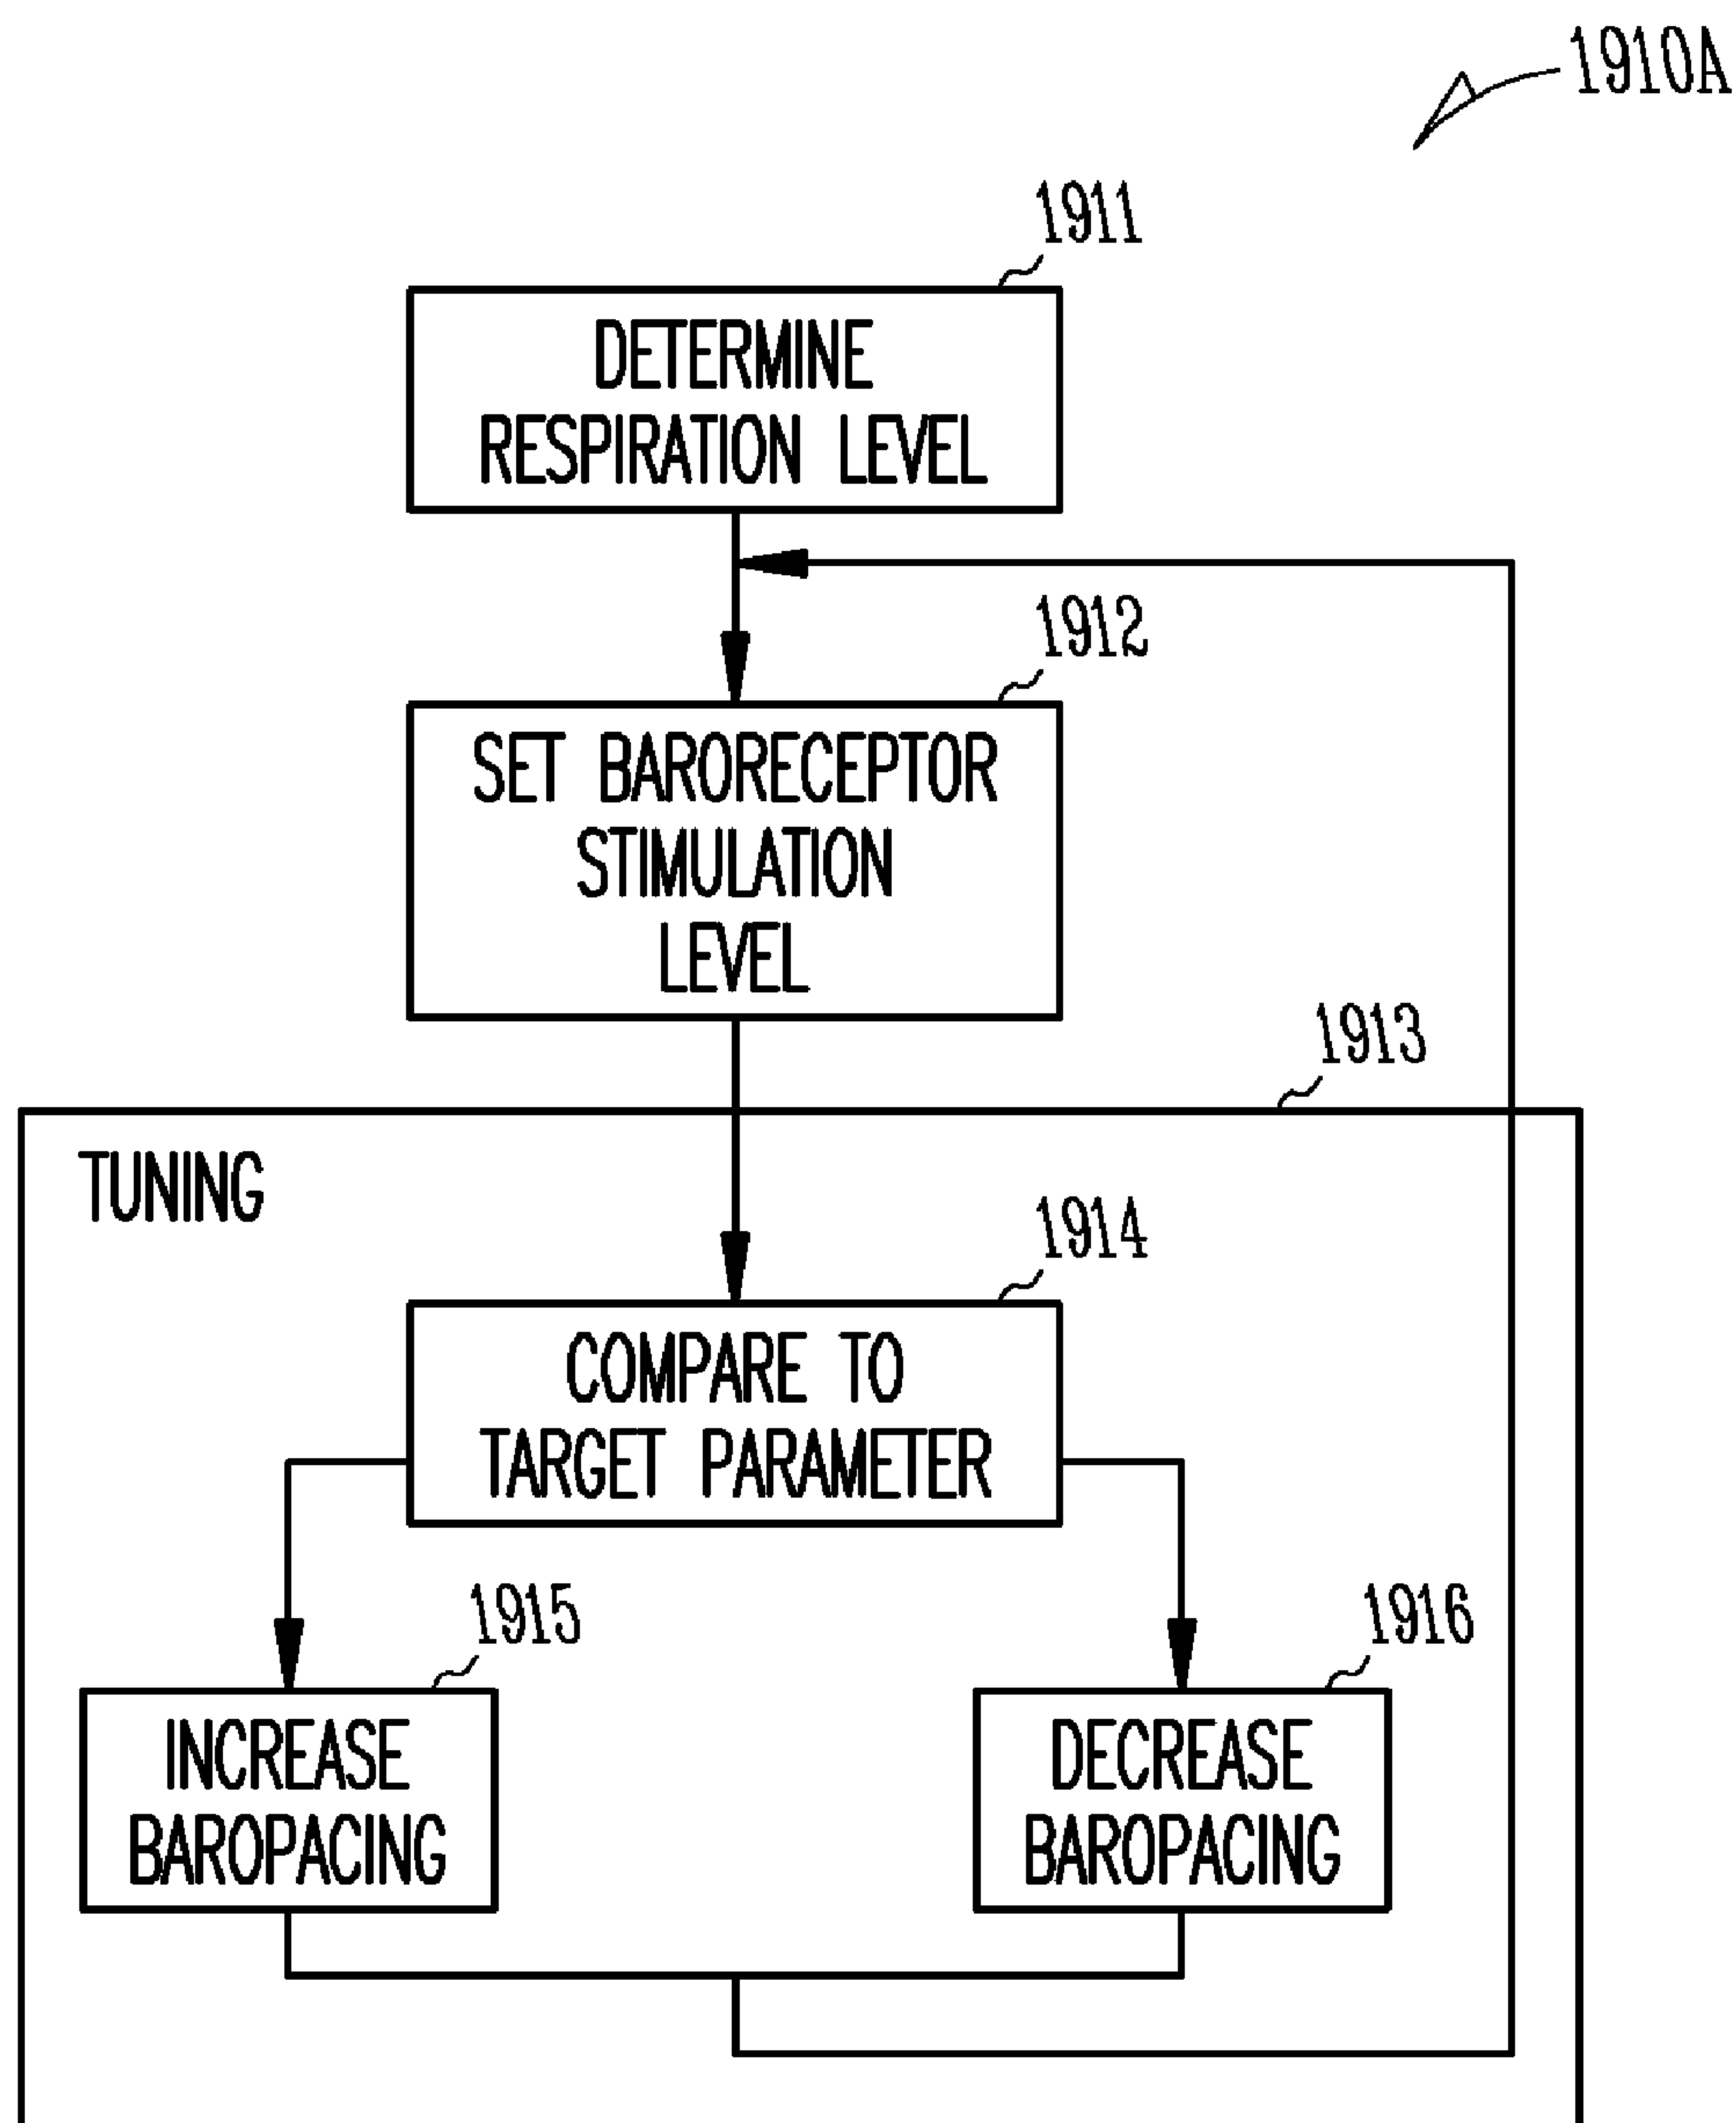 1910A
1911
DETERMINE
RESPIRATION LEVEL
1912
SET BARORECEPTOR
STIMULATION
LEVEL
1913
TUNING
1914
COMPARE TO
TARGET PARAMETER
1915
INCREASE
BAROPACING
1916
DECREASE
BAROPACING